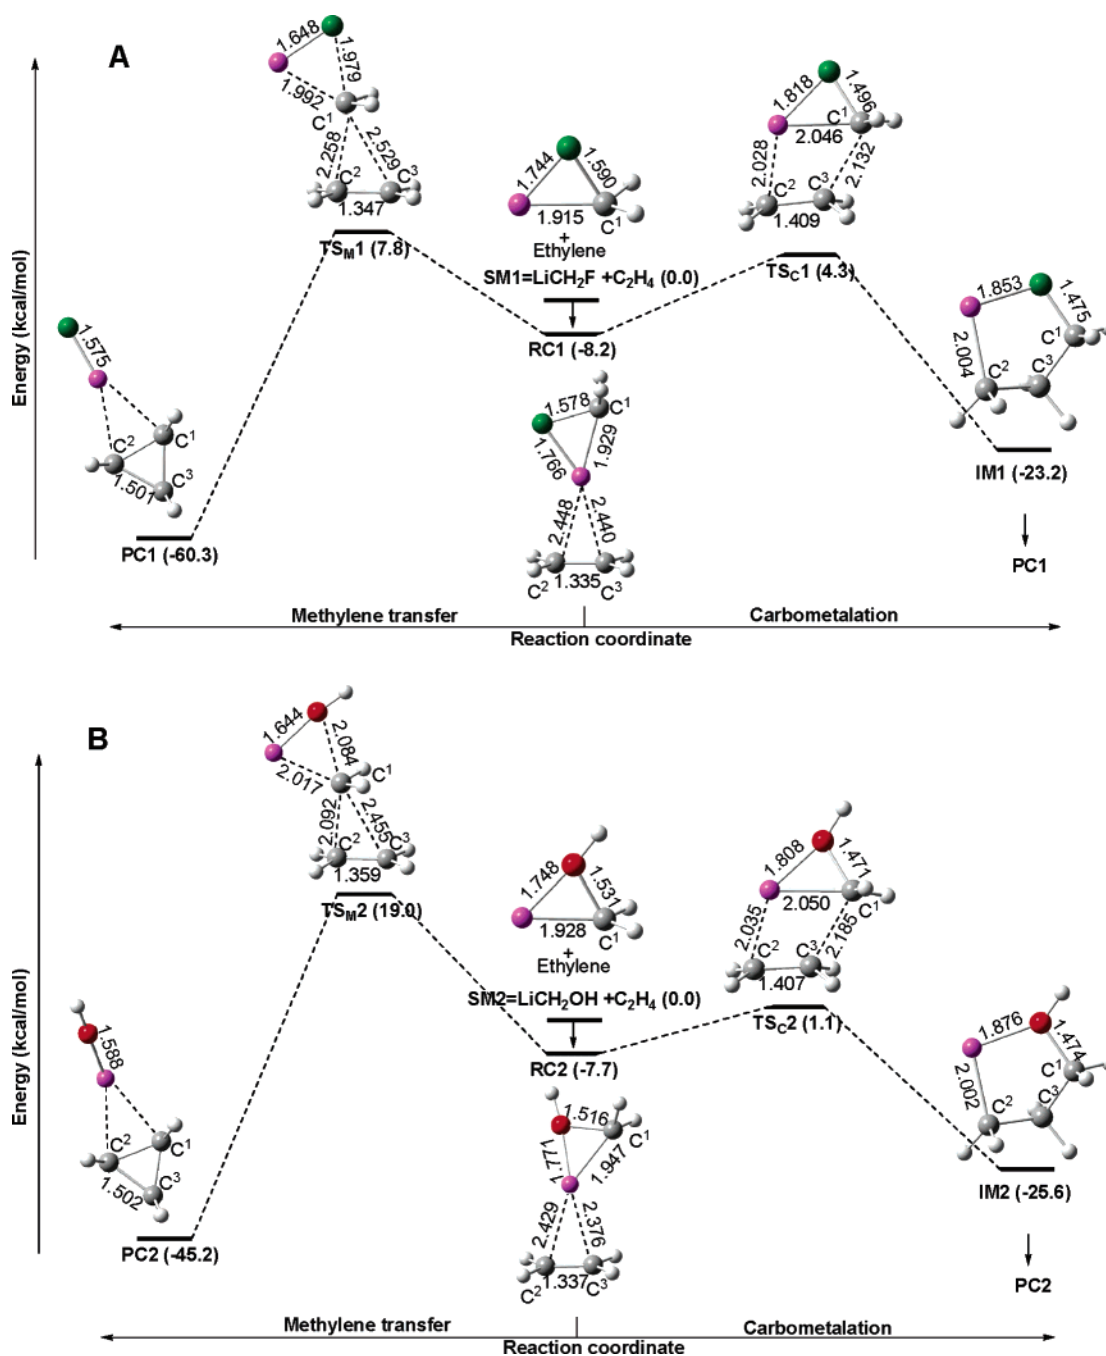 A
1.648
1.979
1.992
C1
2.258
2.529
C2
C3
1.347
TSM1 (7.8)
1.744
1.590
1.915
C1
+
Ethylene
SM1=LiCH2F +C2H4 (0.0)
RC1 (-8.2)
1.818
1.496
C1
2.046
2.028
2.132
C2
C3
1.409
TSC1 (4.3)
1.853
1.475
C1
2.004
C2
C3
IM1 (-23.2)
PC1
1.575
C2
C1
C3
1.501
PC1 (-60.3)
1.578
C1
1.766
1.929
2.448
2.440
1.335
C2
C3
Energy (kcal/mol)
Methylene transfer
Carbometalation
Reaction coordinate
B
1.644
2.084
2.017
C1
2.092
2.455
C2
C3
1.359
TSM2 (19.0)
1.748
1.531
1.928
C1
+
Ethylene
SM2=LiCH2OH +C2H4 (0.0)
RC2 (-7.7)
1.808
1.471
2.050
C1
2.035
2.185
C2
C3
1.407
TSC2 (1.1)
1.876
1.474
C1
2.002
C2
C3
IM2 (-25.6)
PC2
1.588
C2
C1
C3
1.502
PC2 (-45.2)
1.516
C1
1.771
1.947
2.429
2.376
1.337
C2
C3
Energy (kcal/mol)
Methylene transfer
Carbometalation
Reaction coordinate